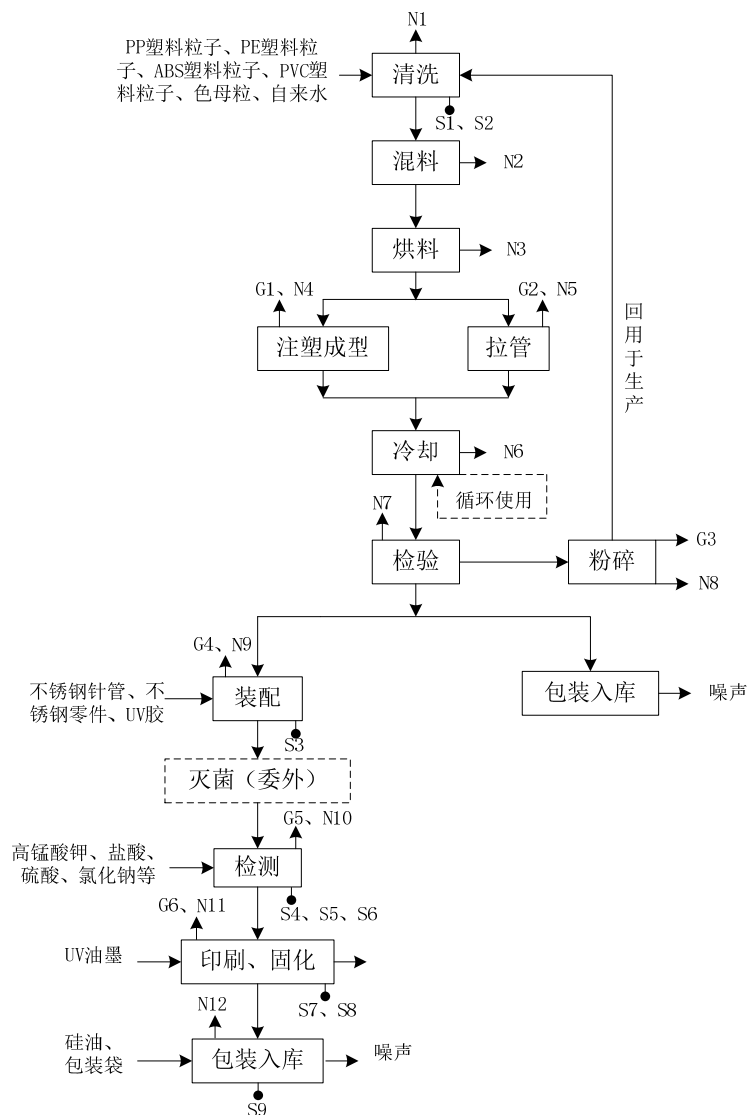 N1
PP塑料粒子、PE塑料粒
子、ABS塑料粒子、PVC塑
料粒子、色母粒、自来水
清洗
S1、S2
混料
N2
烘料
N3
G1、N4
G2、N5
注塑成型
拉管
回用于生产
冷却
N6
循环使用
N7
检验
粉碎
G3
N8
G4、N9
不锈钢针管、不
锈钢零件、UV胶
装配
S3
包装入库
噪声
灭菌（委外）
G5、N10
高锰酸钾、盐酸、
硫酸、氯化钠等
检测
S4、S5、S6
G6、N11
UV油墨
印刷、固化
S7、S8
N12
硅油、
包装袋
包装入库
噪声
S9